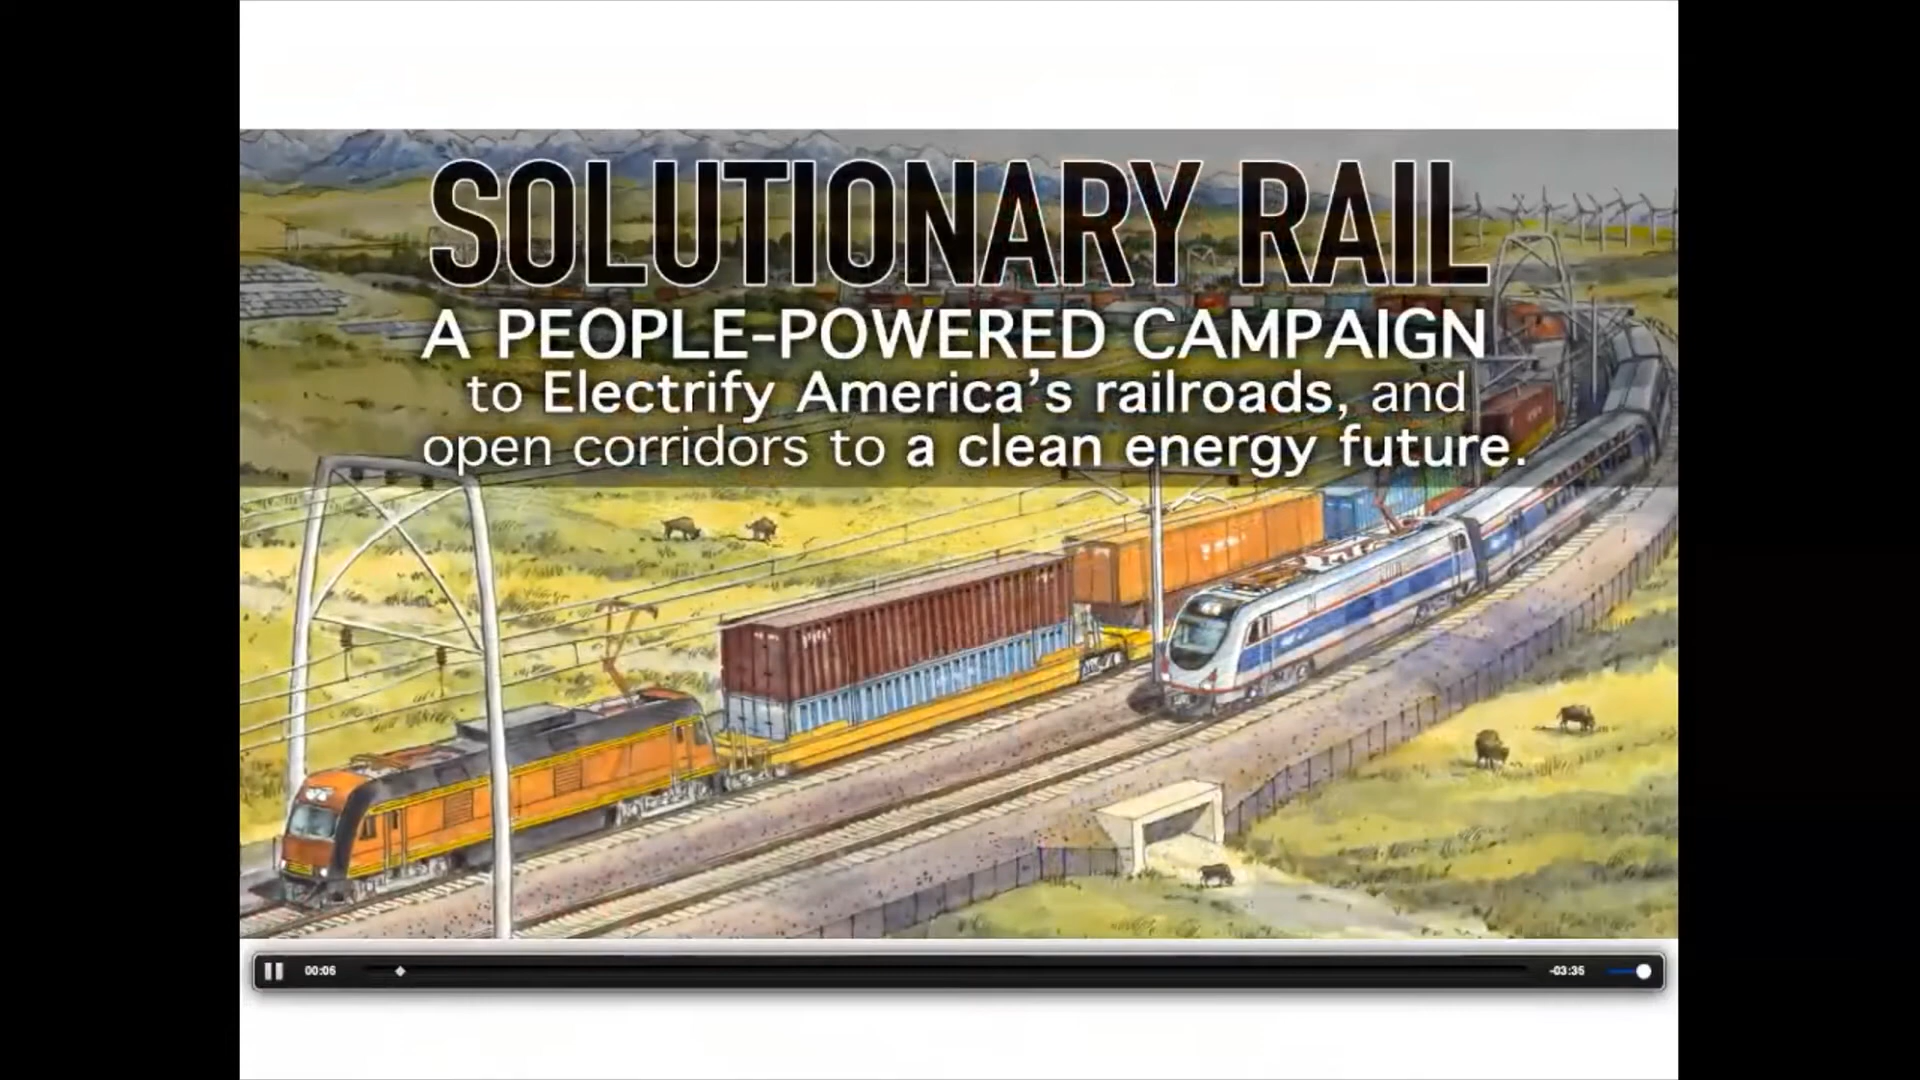 SOLUTIONARY RAIL
A PEOPLE-POWERED CAMPAIGN
to Electrify America's railroads, and
open corridors to a clean energy future.
00:06 -03:35